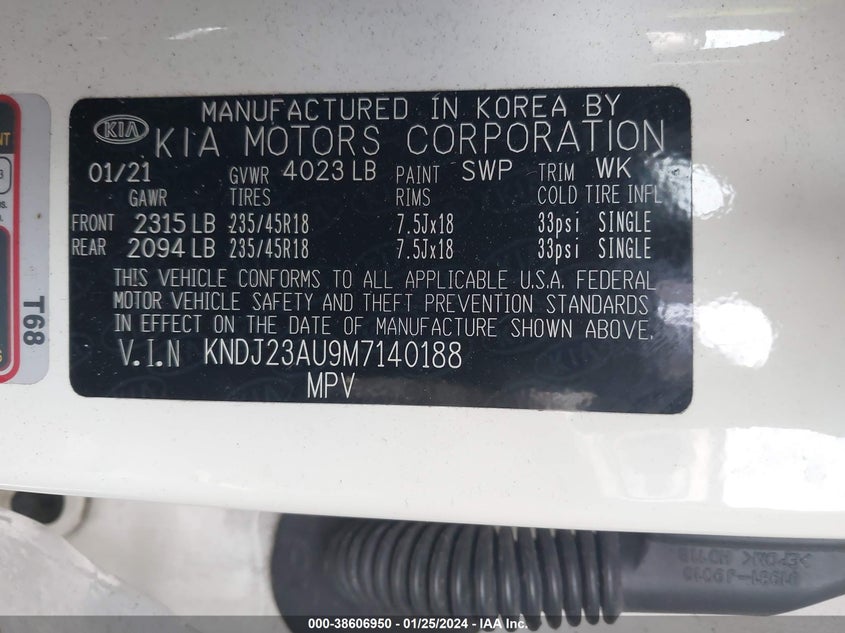 MANUFACTURED IN KOREA BY
KIA KIA MOTORS CORPORATION
01/21 GVWR 4023 LB PAINT SWP TRIM WK
GAWR TIRES RIMS COLD TIRE INFL
FRONT 2315 LB 235/45R18 7.5Jx18 33psi SINGLE
REAR 2094 LB 235/45R18 7.5Jx18 33psi SINGLE
THIS VEHICLE CONFORMS TO ALL APPLICABLE U.S.A. FEDERAL
MOTOR VEHICLE SAFETY AND THEFT PREVENTION STANDARDS
IN EFFECT ON THE DATE OF MANUFACTURE SHOWN ABOVE.
V.I.N KNDJ23AU9M7140188
MPV
T68
000-38606950 | 01/25/2024 - IAA Inc.